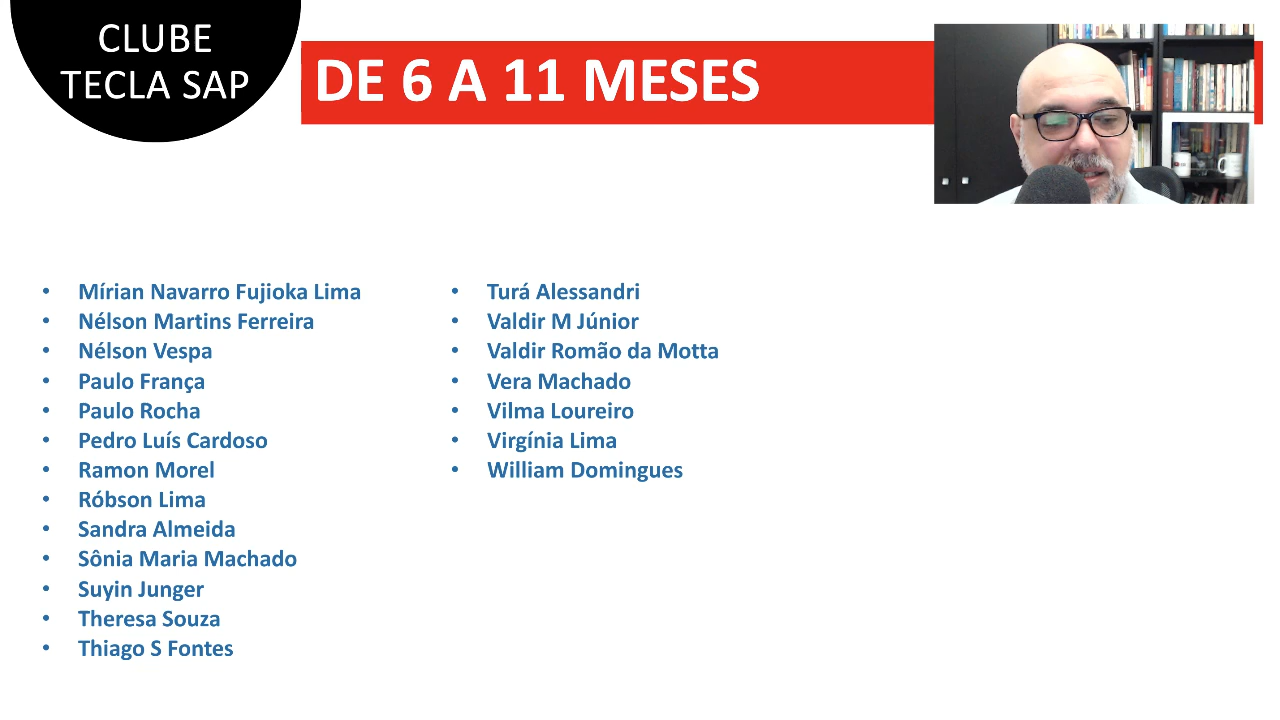 CLUBE
TECLA SAP
DE 6 A 11 MESES
• Mírian Navarro Fujioka Lima
• Nélson Martins Ferreira
• Nélson Vespa
• Paulo França
• Paulo Rocha
• Pedro Luís Cardoso
• Ramon Morel
• Róbson Lima
• Sandra Almeida
• Sônia Maria Machado
• Suyin Junger
• Theresa Souza
• Thiago S Fontes
• Turá Alessandri
• Valdir M Júnior
• Valdir Romão da Motta
• Vera Machado
• Vilma Loureiro
• Virgínia Lima
• William Domingues